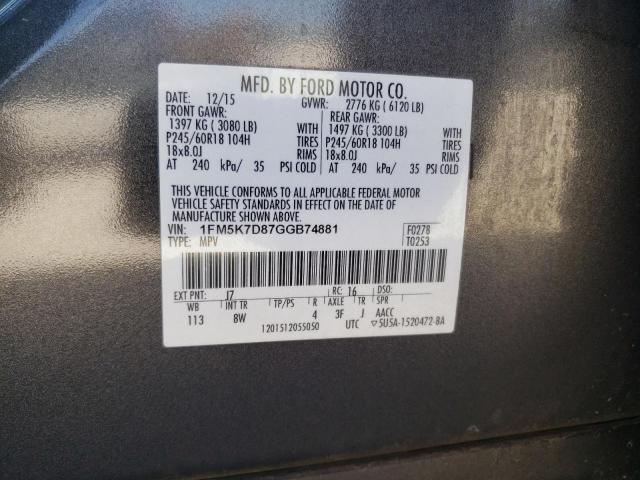 MFD. BY FORD MOTOR CO.
DATE: 12/15 GVWR: 2776 KG ( 6120 LB)
FRONT GAWR: REAR GAWR:
1397 KG ( 3080 LB) WITH 1497 KG ( 3300 LB) WITH
P245/60R18 104H TIRES P245/60R18 104H TIRES
18x8.0J RIMS 18x8.0J RIMS
AT 240 kPa/ 35 PSI COLD AT 240 kPa/ 35 PSI COLD
THIS VEHICLE CONFORMS TO ALL APPLICABLE FEDERAL MOTOR
VEHICLE SAFETY STANDARDS IN EFFECT ON THE DATE OF
MANUFACTURE SHOWN ABOVE.
VIN: 1FM5K7D87GGB74881 F0278
TYPE: MPV T0253
EXT PNT: J7 RC: 16 DSO:
WB INT TR TP/PS R AXLE TR SPR
113 8W 4 3F J AACC
1201512055050 UTC ▽5U5A-1520472-BA